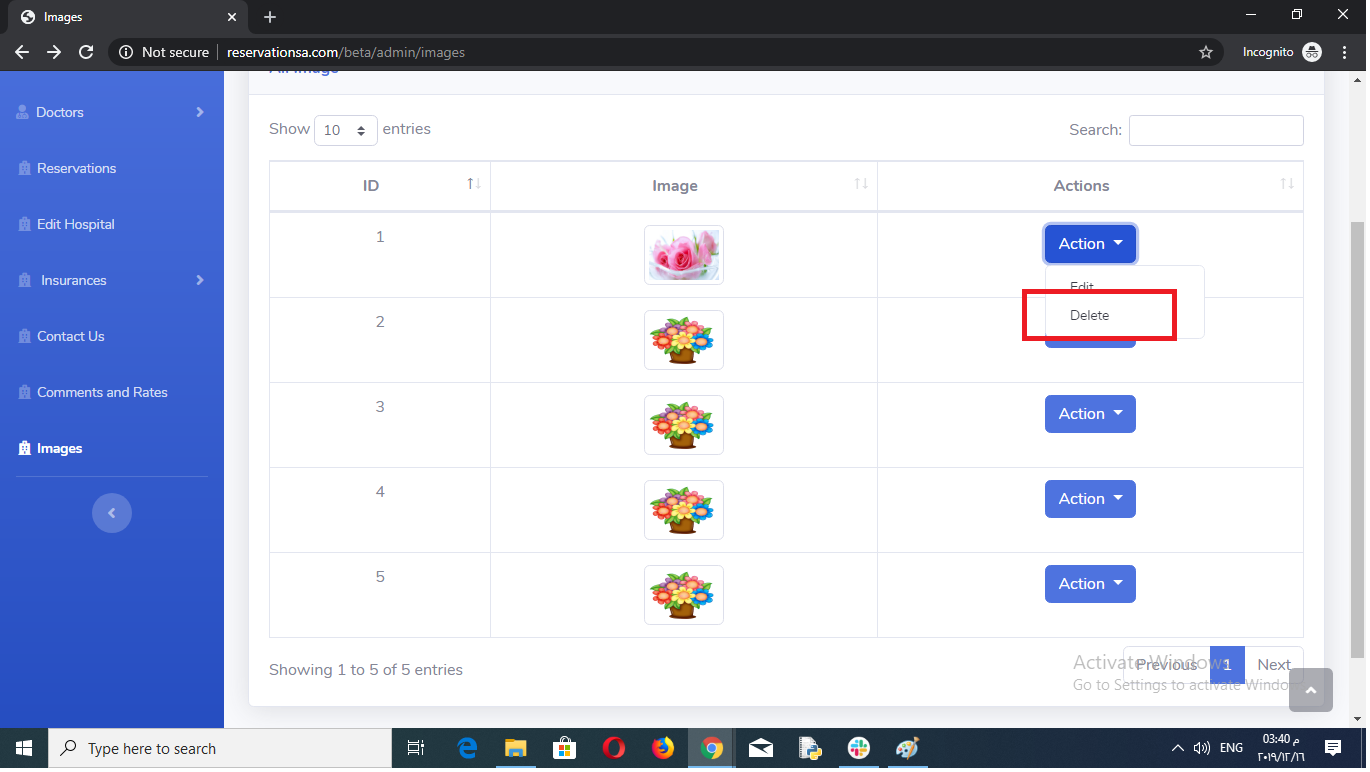 Images
Not secure
reservationsa.com/beta/admin/images
Incognito
All Image
Doctors
Reservations
Edit Hospital
Insurances
Contact Us
Comments and Rates
Images
Show 10 entries
Search:
ID Image Actions
1 Action
Edit
Delete
2
3 Action
4 Action
5 Action
Showing 1 to 5 of 5 entries
Previous 1 Next
Activate Windows
Go to Settings to activate Windo
Type here to search
ENG
03:40 م
٢٠١٩/١٢/١٦